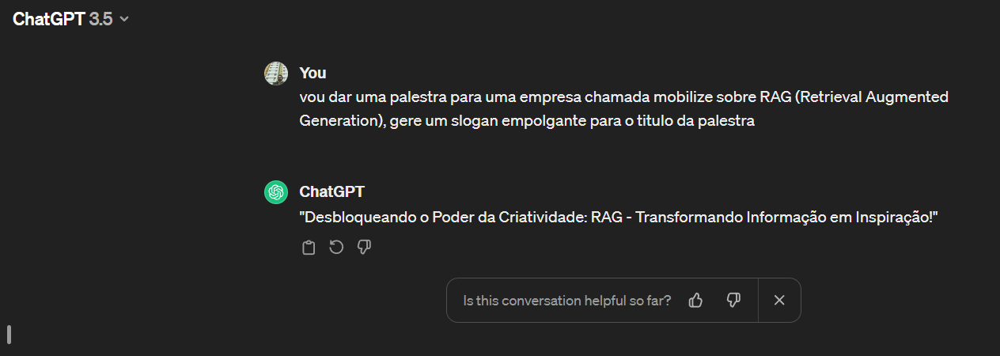 ChatGPT 3.5
You
vou dar uma palestra para uma empresa chamada mobilize sobre RAG (Retrieval Augmented
Generation), gere um slogan empolgante para o titulo da palestra
ChatGPT
"Desbloqueando o Poder da Criatividade: RAG - Transformando Informação em Inspiração!"
Is this conversation helpful so far?